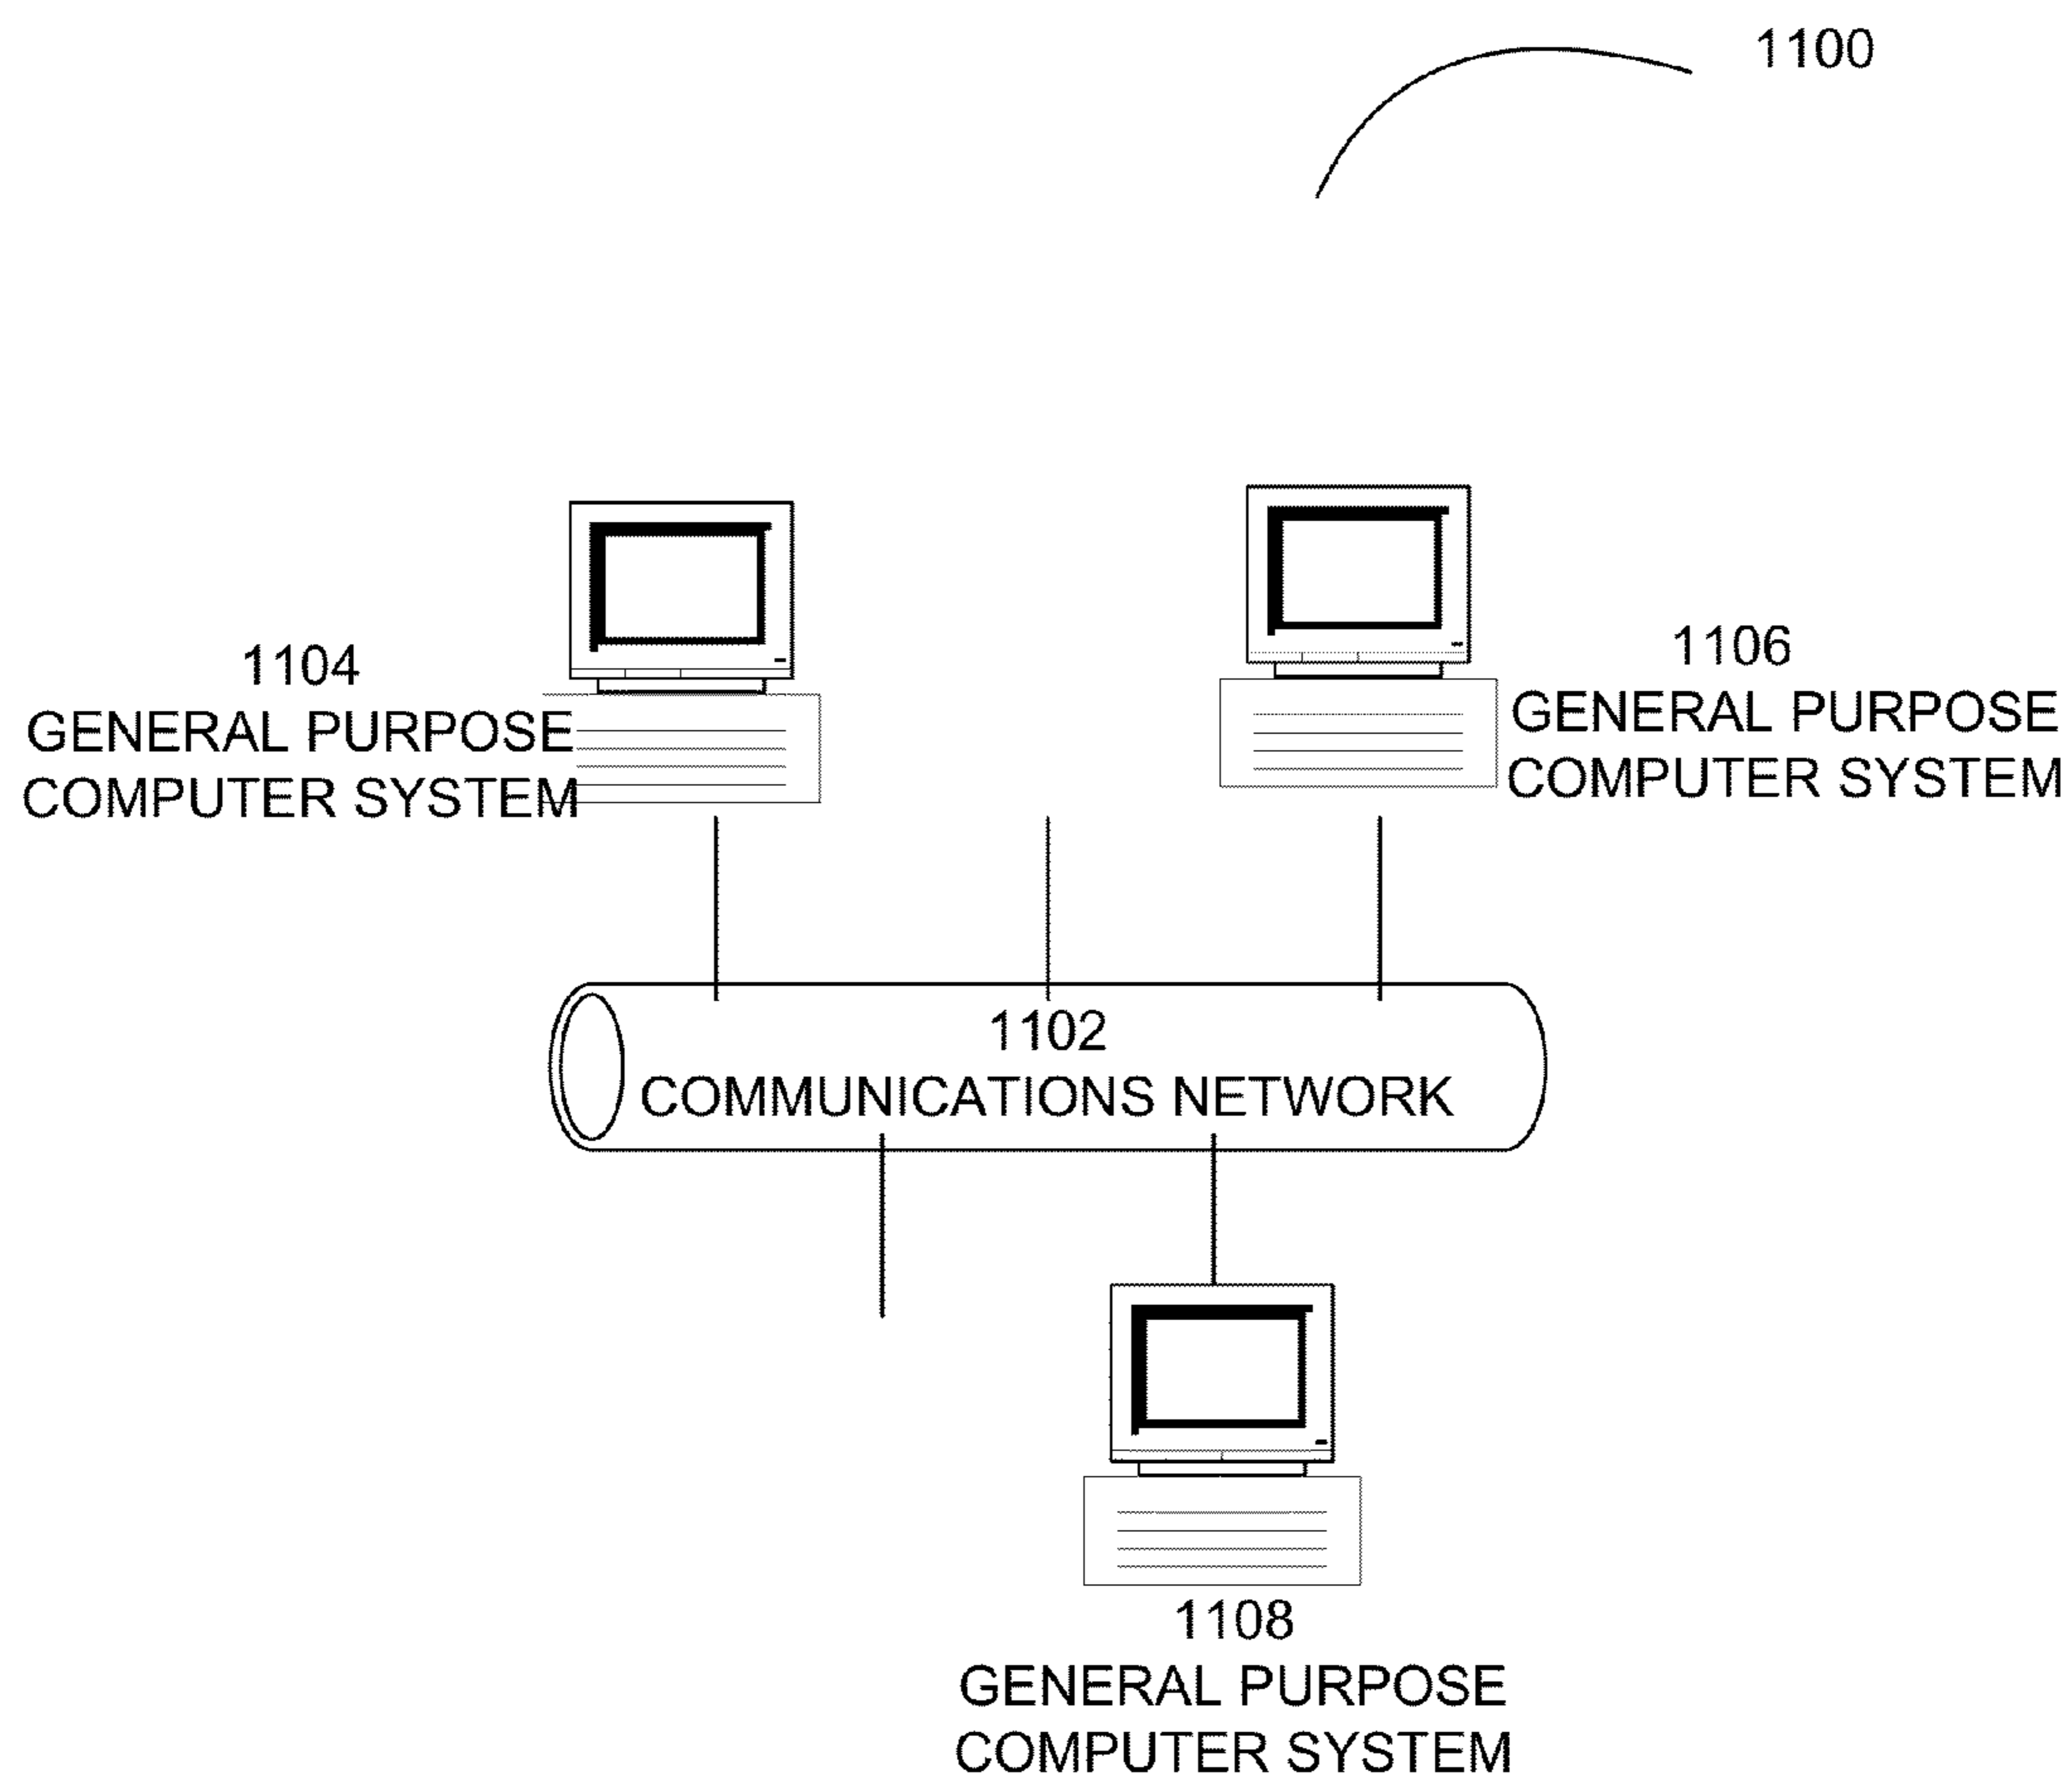 1100
1104
GENERAL PURPOSE
COMPUTER SYSTEM
1106
GENERAL PURPOSE
COMPUTER SYSTEM
1102
COMMUNICATIONS NETWORK
1108
GENERAL PURPOSE
COMPUTER SYSTEM